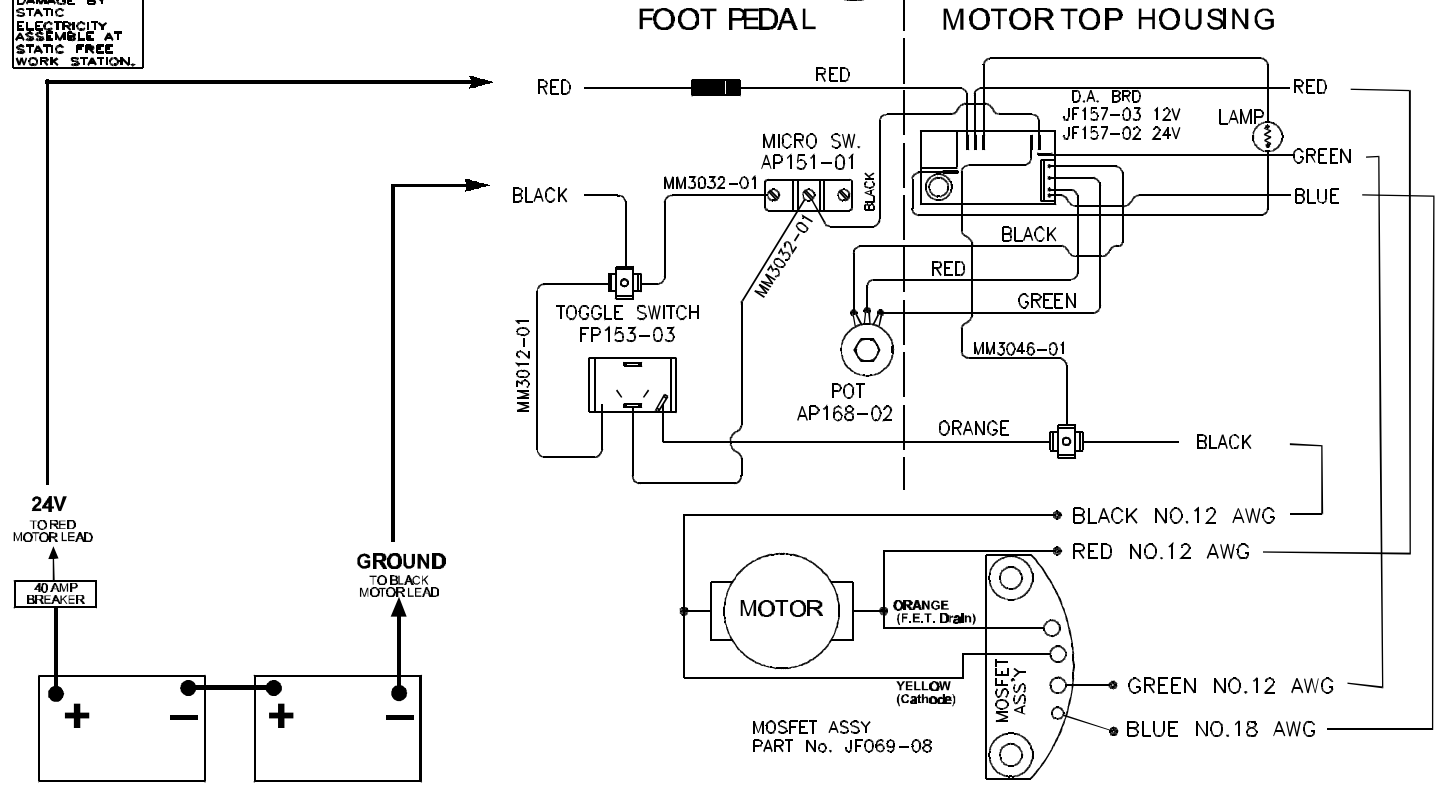 DAMAGE BY
STATIC
ELECTRICITY
ASSEMBLE AT
STATIC FREE
WORK STATION.
FOOT PEDAL
MOTOR TOP HOUSING
RED
RED
D.A. BRD
JF157-03 12V
JF157-02 24V
LAMP
RED
GREEN
BLUE
MICRO SW.
AP151-01
BLACK
MM3032-01
BLACK
MM3032-01
BLACK
RED
GREEN
TOGGLE SWITCH
FP153-03
MM3012-01
MM3046-01
POT
AP168-02
ORANGE
BLACK
24V
TO RED
MOTOR LEAD
40 AMP
BREAKER
GROUND
TO BLACK
MOTOR LEAD
BLACK NO.12 AWG
RED NO.12 AWG
MOTOR
ORANGE
(F.E.T. Drain)
YELLOW
(Cathode)
MOSFET
ASS'Y
GREEN NO.12 AWG
BLUE NO.18 AWG
MOSFET ASSY
PART No. JF069-08
+ − + −